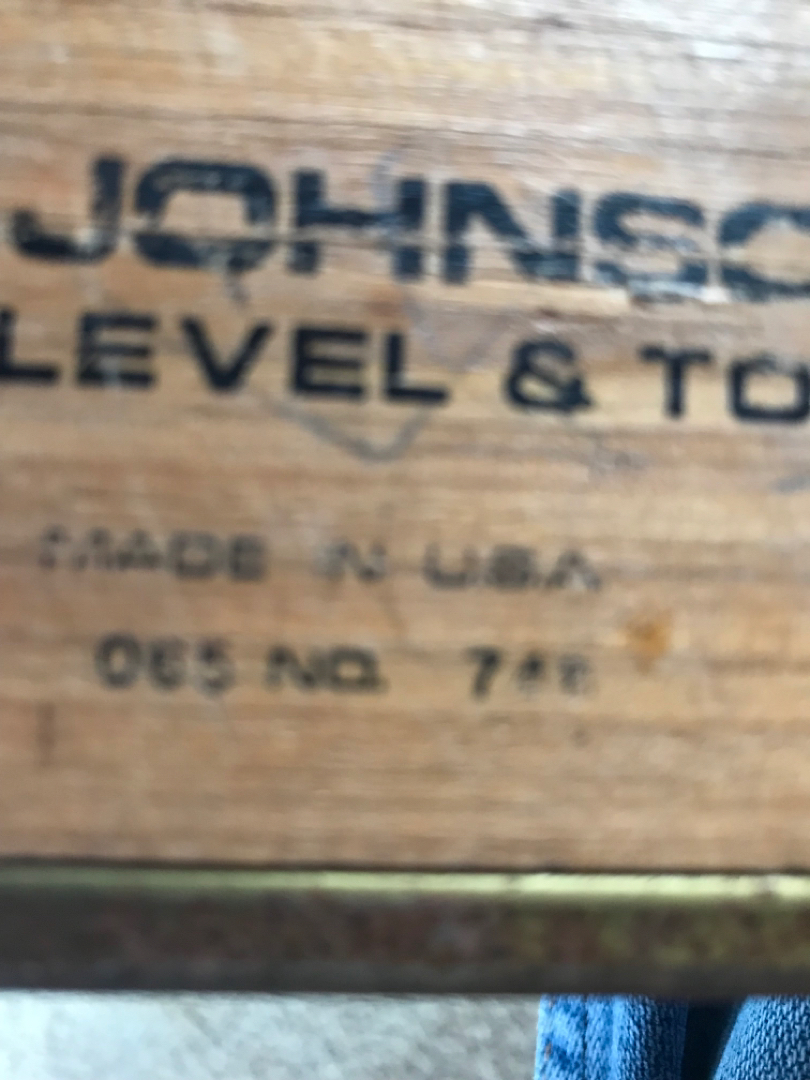 JOHNSO
LEVEL & TO
MADE IN USA
065 NO.